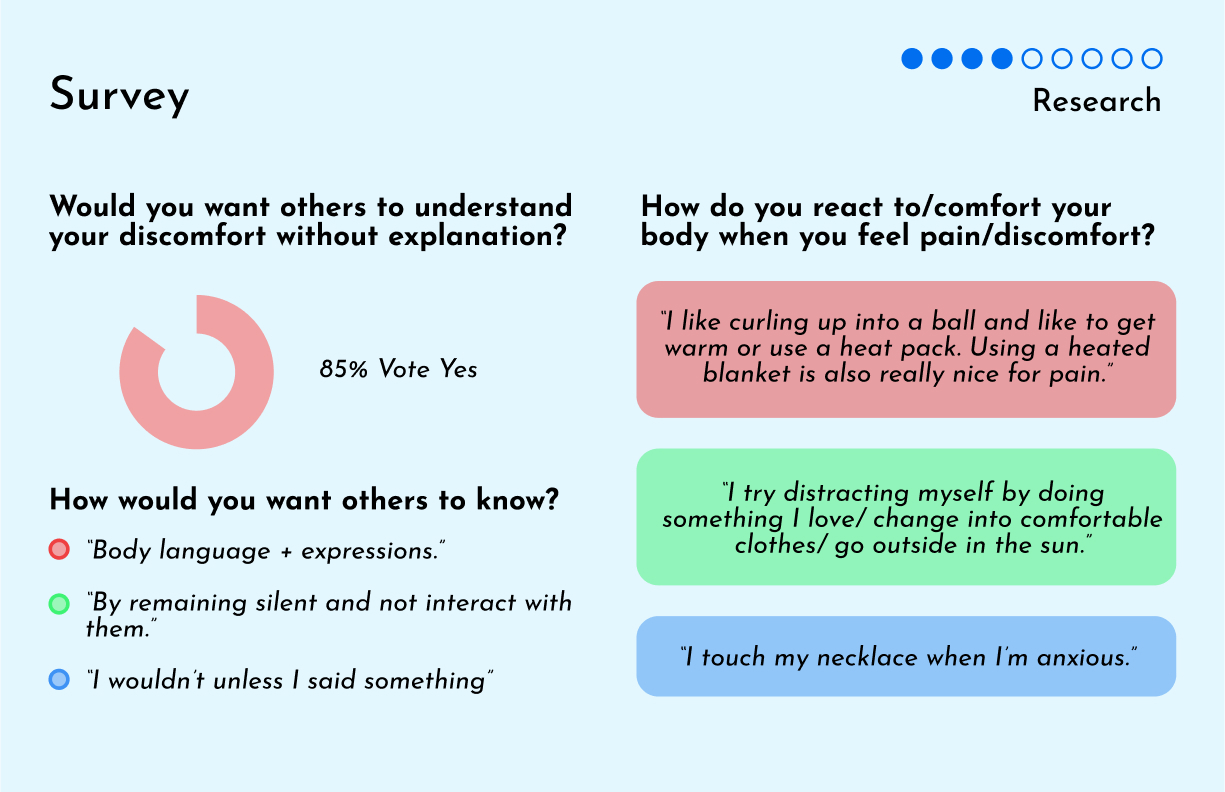 Survey
Research
Would you want others to understand
your discomfort without explanation?
85% Vote Yes
How would you want others to know?
“Body language + expressions.”
“By remaining silent and not interact with
them.”
“I wouldn’t unless I said something”
How do you react to/comfort your
body when you feel pain/discomfort?
“I like curling up into a ball and like to get
warm or use a heat pack. Using a heated
blanket is also really nice for pain.”
“I try distracting myself by doing
something I love/ change into comfortable
clothes/ go outside in the sun.”
“I touch my necklace when I’m anxious.”